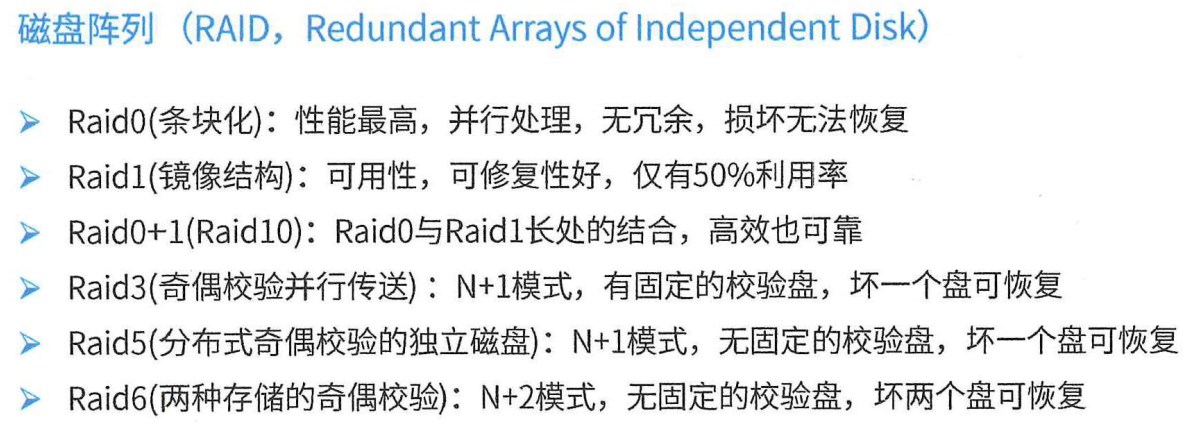 磁盘阵列（RAID，Redundant Arrays of Independent Disk）
➢ Raid0(条块化)：性能最高，并行处理，无冗余，损坏无法恢复
➢ Raid1(镜像结构)：可用性，可修复性好，仅有50%利用率
➢ Raid0+1(Raid10)：Raid0与Raid1长处的结合，高效也可靠
➢ Raid3(奇偶校验并行传送)：N+1模式，有固定的校验盘，坏一个盘可恢复
➢ Raid5(分布式奇偶校验的独立磁盘)：N+1模式，无固定的校验盘，坏一个盘可恢复
➢ Raid6(两种存储的奇偶校验)：N+2模式，无固定的校验盘，坏两个盘可恢复